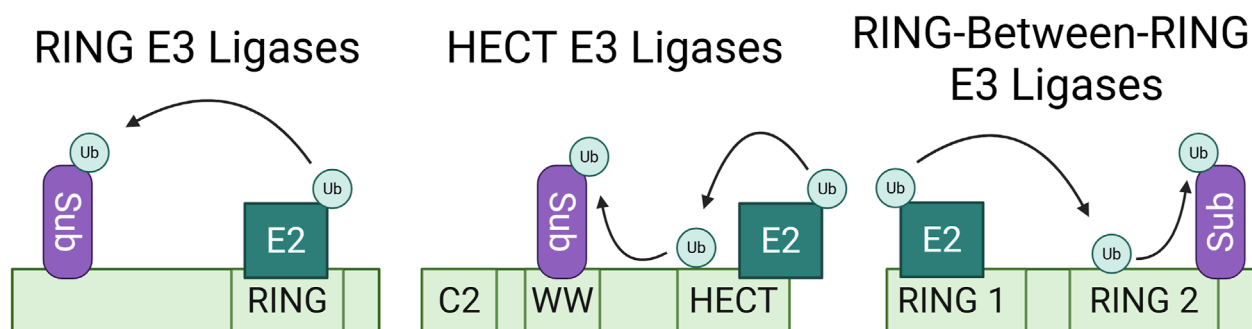 RING E3 Ligases
Ub
Ub
Sub
E2
RING
HECT E3 Ligases
Ub
Ub
Sub
Ub
E2
C2
WW
HECT
RING-Between-RING
E3 Ligases
Ub
Ub
Sub
E2
Ub
RING 1
RING 2